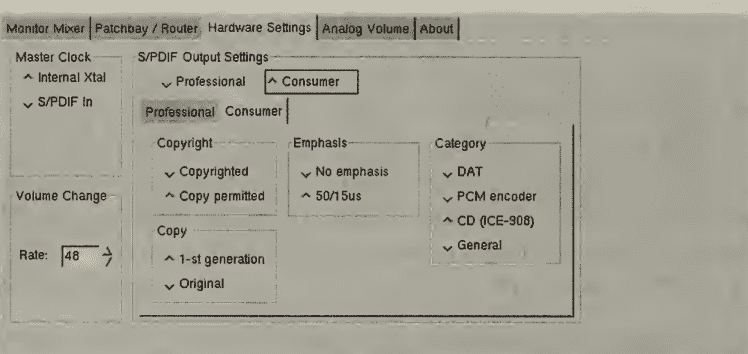 Monitor Mixer Patchbay / Router Hardware Settings Analog Volume About
Master Clock
Internal Xtal
S/PDIF In
Volume Change
Rate: 48
S/PDIF Output Settings
Professional Consumer
Professional Consumer
Copyright
Copyrighted
Copy permitted
Emphasis
No emphasis
50/15us
Category
DAT
PCM encoder
CD (ICE-908)
General
Copy
1-st generation
Original